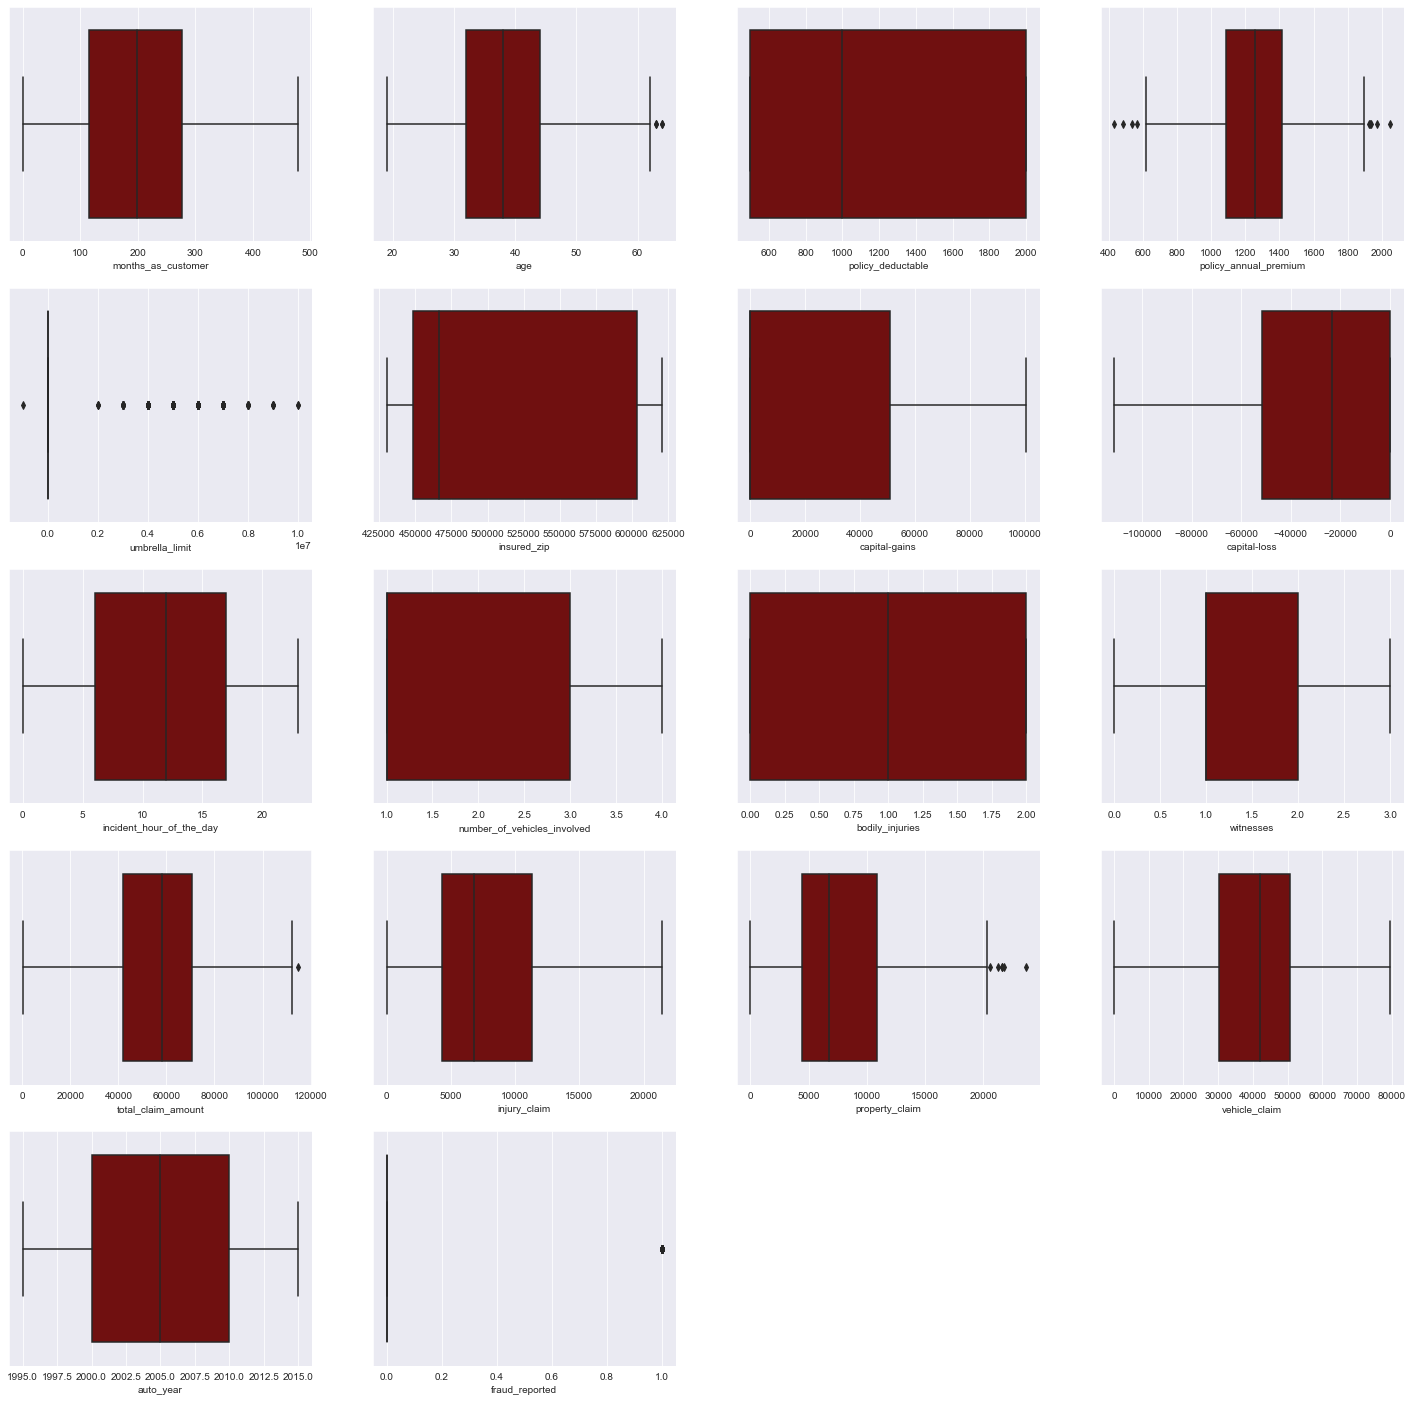 0 100 200 300 400 500
months_as_customer
20 30 40 50 60
age
600 800 1000 1200 1400 1600 1800 2000
policy_deductable
400 600 800 1000 1200 1400 1600 1800 2000
policy_annual_premium
0.0 0.2 0.4 0.6 0.8 1.0
1e7
umbrella_limit
425000 450000 475000 500000 525000 550000 575000 600000 625000
insured_zip
0 20000 40000 60000 80000 100000
capital-gains
−100000 −80000 −60000 −40000 −20000 0
capital-loss
0 5 10 15 20
incident_hour_of_the_day
1.0 1.5 2.0 2.5 3.0 3.5 4.0
number_of_vehicles_involved
0.00 0.25 0.50 0.75 1.00 1.25 1.50 1.75 2.00
bodily_injuries
0.0 0.5 1.0 1.5 2.0 2.5 3.0
witnesses
0 20000 40000 60000 80000 100000 120000
total_claim_amount
0 5000 10000 15000 20000
injury_claim
0 5000 10000 15000 20000
property_claim
0 10000 20000 30000 40000 50000 60000 70000 80000
vehicle_claim
1995.0 1997.5 2000.0 2002.5 2005.0 2007.5 2010.0 2012.5 2015.0
auto_year
0.0 0.2 0.4 0.6 0.8 1.0
fraud_reported